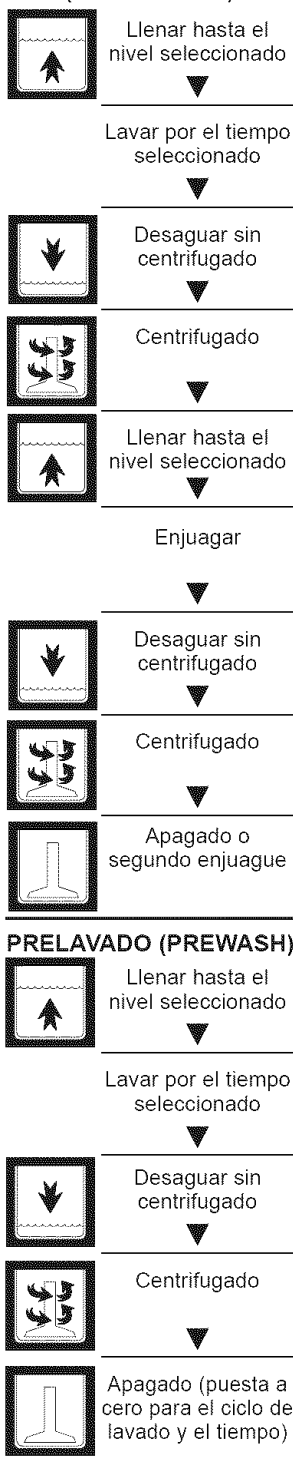 Llenar hasta el
nivel seleccionado
Lavar por el tiempo
seleccionado
Desaguar sin
centrifugado
Centrifugado
Llenar hasta el
nivel seleccionado
Enjuagar
Desaguar sin
centrifugado
Centrifugado
Apagado o
segundo enjuague
PRELAVADO (PREWASH)
Llenar hasta el
nivel seleccionado
Lavar por el tiempo
seleccionado
Desaguar sin
centrifugado
Centrifugado
Apagado (puesta a
cero para el ciclo de
lavado y el tiempo)